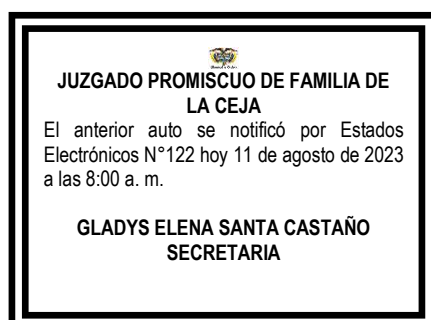 JUZGADO PROMISCUO DE FAMILIA DE
LA CEJA
El anterior auto se notificó por Estados
Electrónicos N°122 hoy 11 de agosto de 2023
a las 8:00 a. m.
GLADYS ELENA SANTA CASTAÑO
SECRETARIA